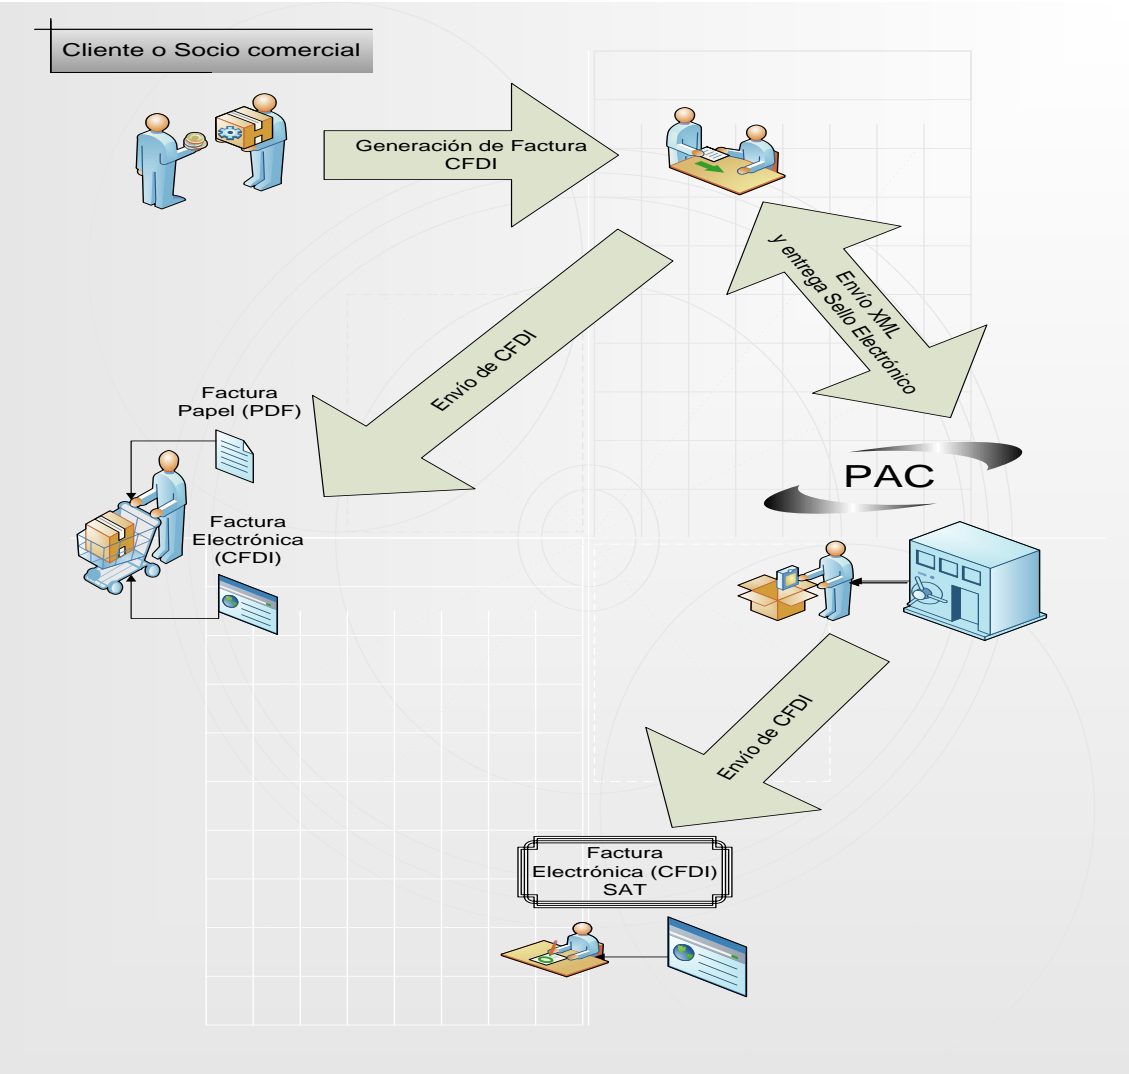 Cliente o Socio comercial
Generación de Factura
CFDI
Envío XML
y entrega Sello Electrónico
Envío de CFDI
Factura
Papel (PDF)
Factura
Electrónica
(CFDI)
PAC
Envío de CFDI
Factura
Electrónica (CFDI)
SAT